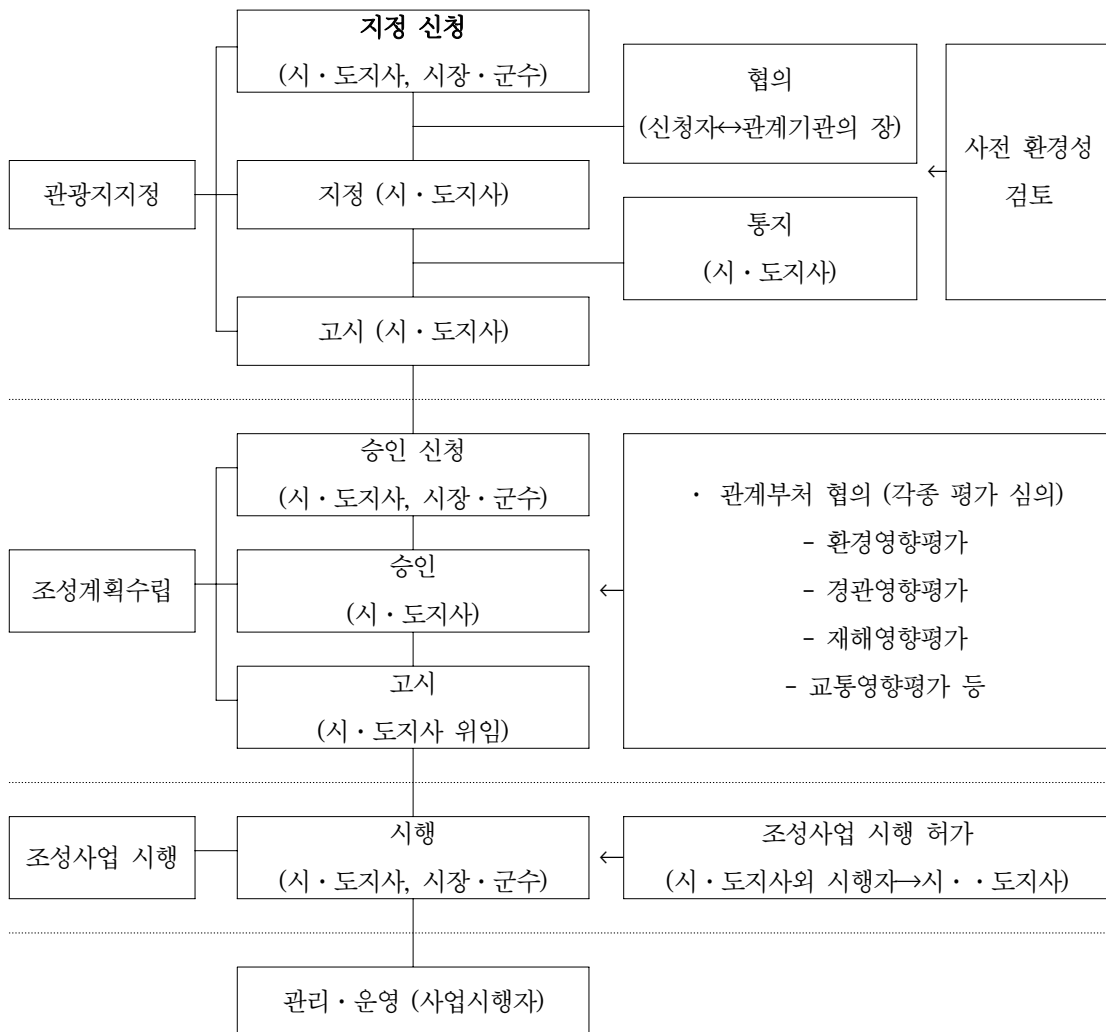 지정 신청
(시・도지사, 시장・군수)
협의
(신청자↔관계기관의 장)
사전 환경성
검토
←
관광지지정
지정 (시・도지사)
통지
(시・도지사)
고시 (시・도지사)
승인 신청
(시・도지사, 시장・군수)
・ 관계부처 협의 (각종 평가 심의)
- 환경영향평가
- 경관영향평가
- 재해영향평가
- 교통영향평가 등
←
조성계획수립
승인
(시・도지사)
고시
(시・도지사 위임)
조성사업 시행
시행
(시・도지사, 시장・군수)
←
조성사업 시행 허가
(시・도지사외 시행자→시・・도지사)
관리・운영 (사업시행자)